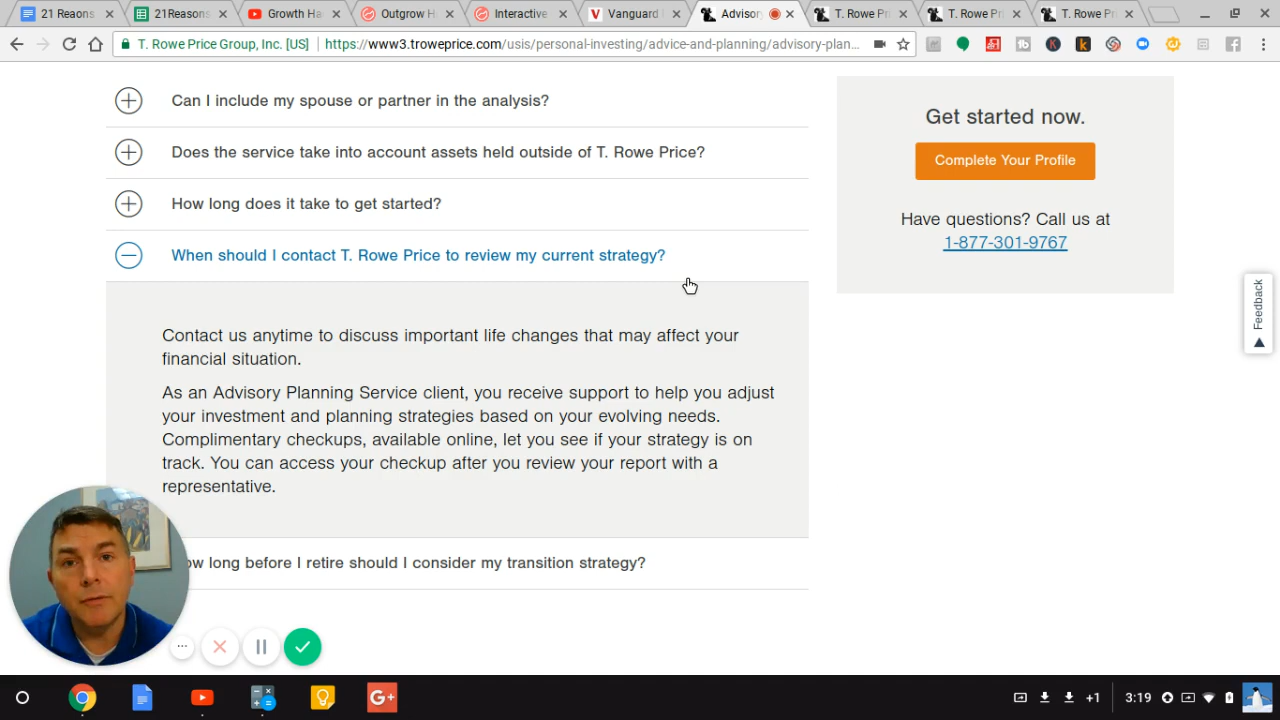 21 Reaons
21Reasons
Growth Ha
Outgrow H
Interactive
Vanguard
Advisory
T. Rowe Pr
T. Rowe Pri
T. Rowe Pr
T. Rowe Price Group, Inc. [US]
https://www3.troweprice.com/usis/personal-investing/advice-and-planning/advisory-plan...
Can I include my spouse or partner in the analysis?
Does the service take into account assets held outside of T. Rowe Price?
How long does it take to get started?
When should I contact T. Rowe Price to review my current strategy?
Contact us anytime to discuss important life changes that may affect your
financial situation.
As an Advisory Planning Service client, you receive support to help you adjust
your investment and planning strategies based on your evolving needs.
Complimentary checkups, available online, let you see if your strategy is on
track. You can access your checkup after you review your report with a
representative.
ow long before I retire should I consider my transition strategy?
Get started now.
Complete Your Profile
Have questions? Call us at
1-877-301-9767
Feedback
+1
3:19